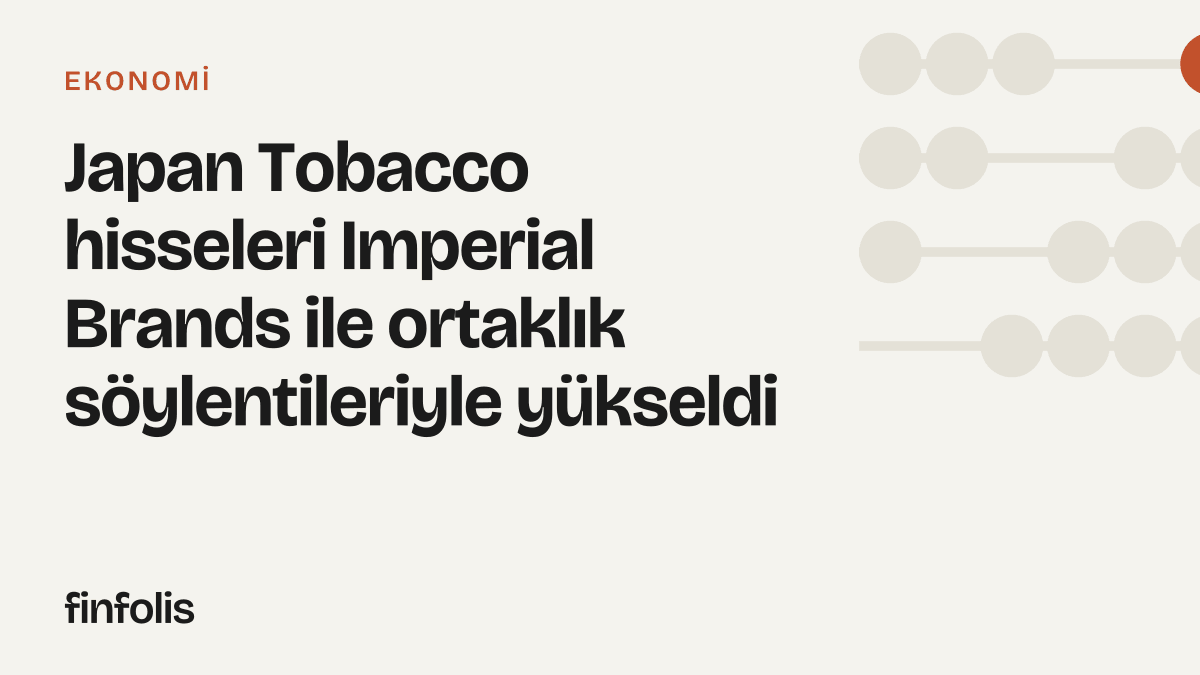 EKONOMİ
Japan Tobacco
hisseleri Imperial
Brands ile ortaklık
söylentileriyle yükseldi
finfolis